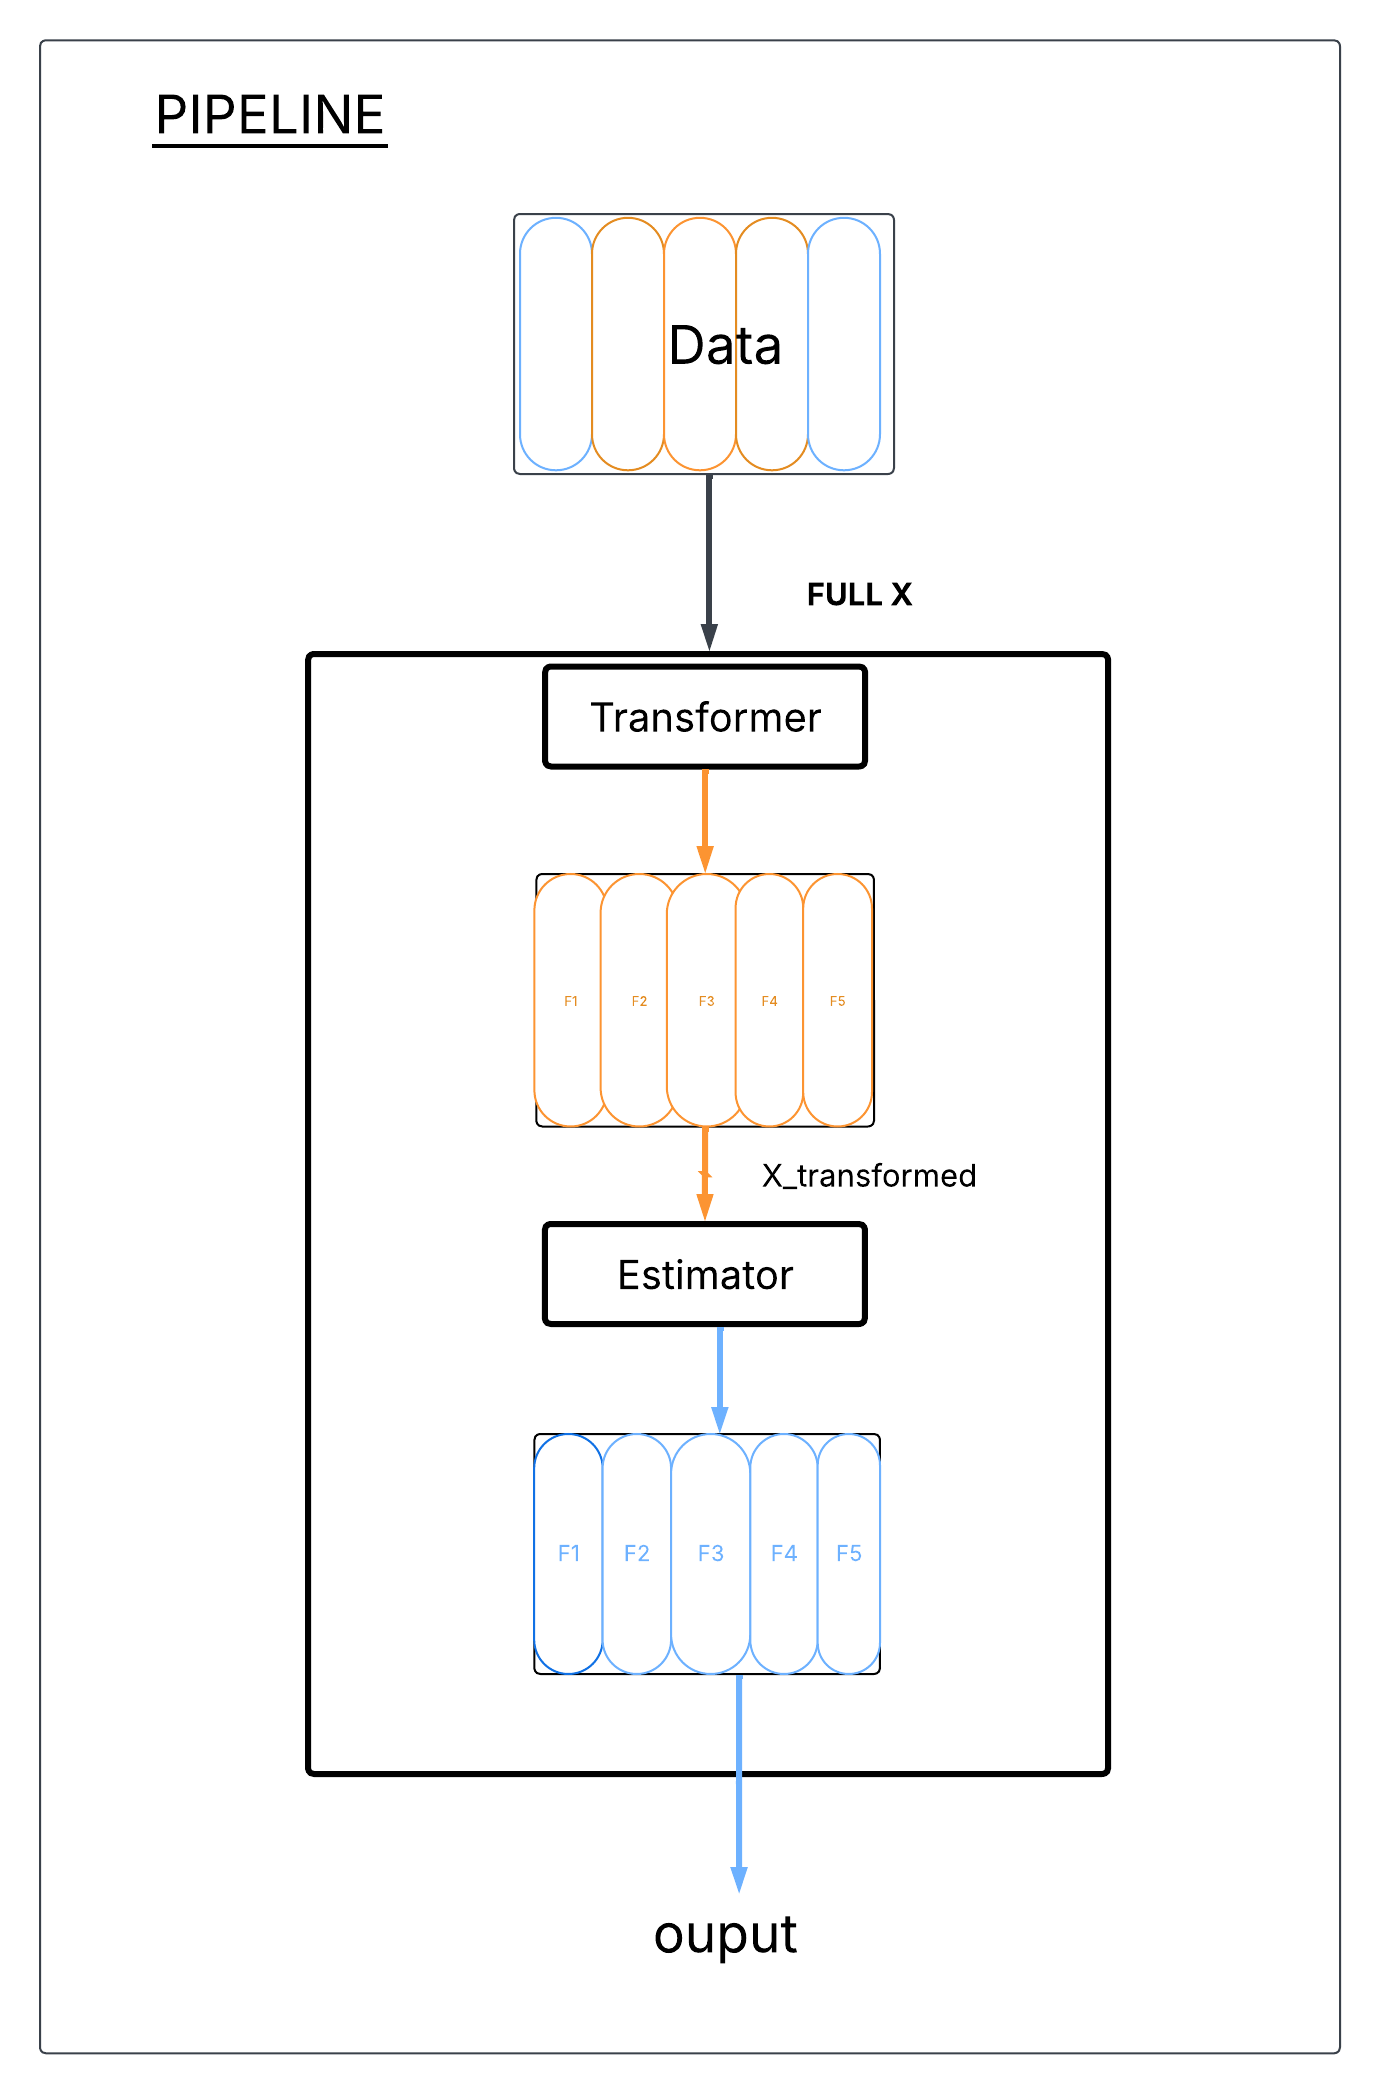 PIPELINE
Data
FULL X
Transformer
F1 F2 F3 F4 F5
X_transformed
Estimator
F1 F2 F3 F4 F5
ouput